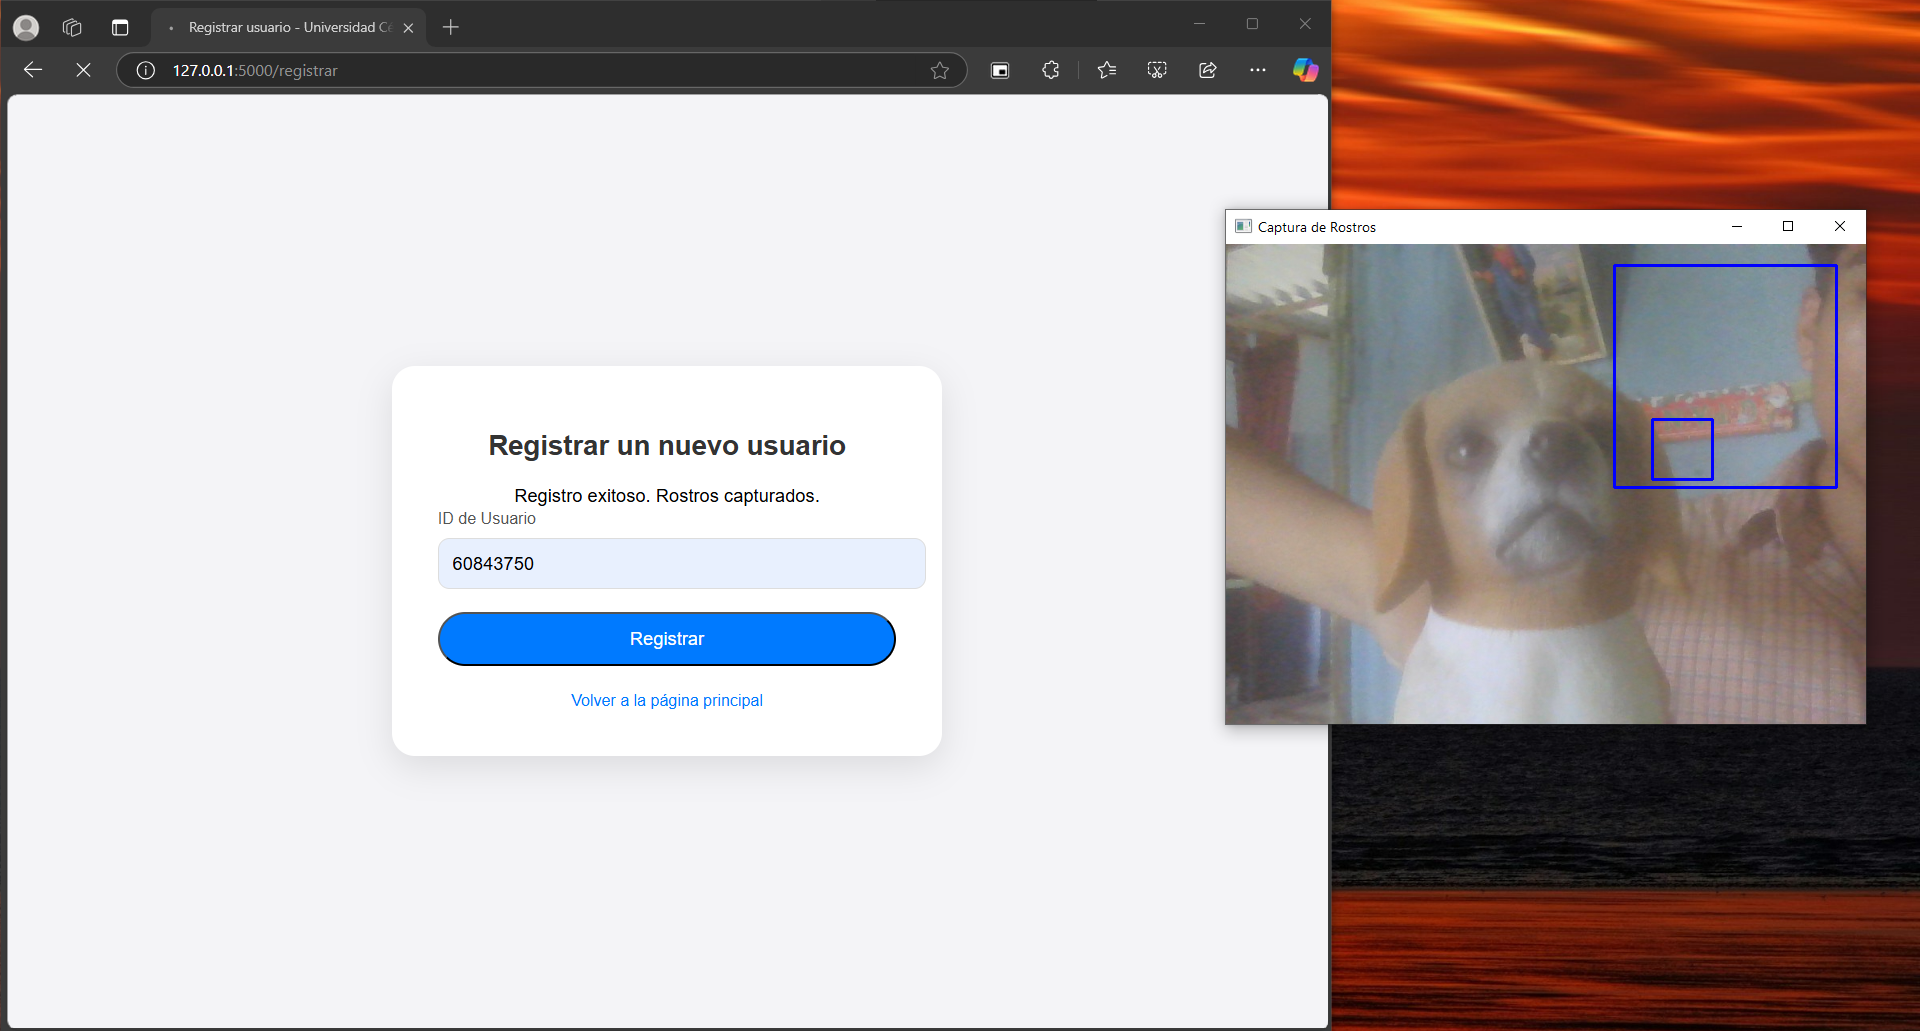 Registrar usuario - Universidad Cé
127.0.0.1:5000/registrar
Captura de Rostros
Registrar un nuevo usuario
Registro exitoso. Rostros capturados.
ID de Usuario
60843750
Registrar
Volver a la página principal